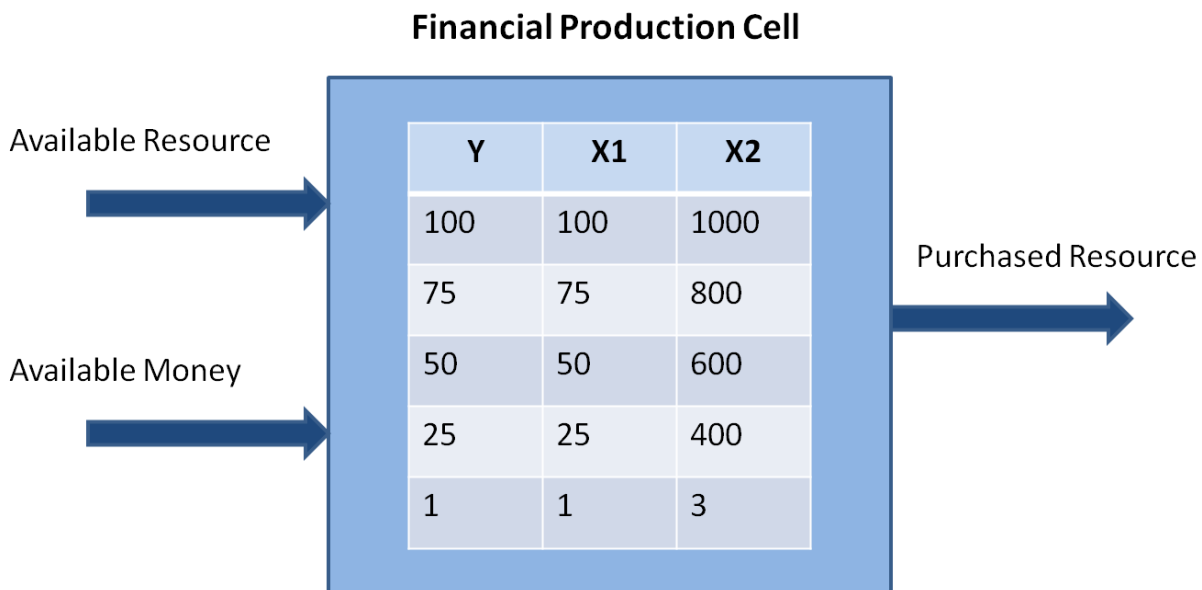 Financial Production Cell
Available Resource
Available Money
Y X1 X2
100 100 1000
75 75 800
50 50 600
25 25 400
1 1 3
Purchased Resource